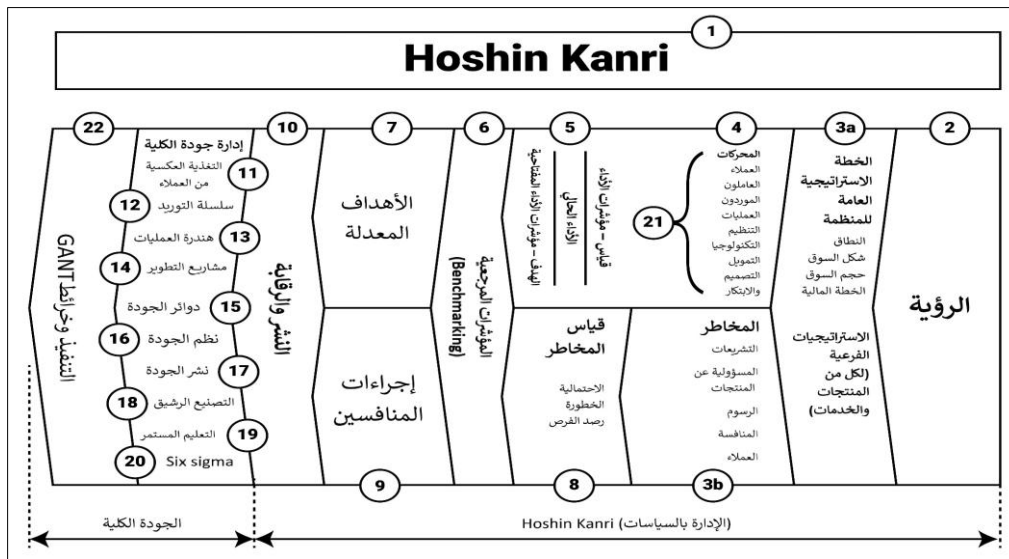 1
Hoshin Kanri
2
الرؤية
3a
الخطة
الاستراتيجية
العامة
للمنظمة
النطاق
شكل السوق
حجم السوق
الخطة المالية
الاستراتيجيات
الفرعية
(لكل من
المنتجات
والخدمات)
4
المحركات
العملاء
العاملون
الموردون
العمليات
التنظيم
التكنولوجيا
التمويل
التصميم
والابتكار
21
5
قياس – مؤشرات الأداء
الأداء الحالي
الهدف – مؤشرات الأداء المفتاحية
المخاطر
التشريعات
المسؤولية عن
المنتجات
الرسوم
المنافسة
العملاء
3b
قياس
المخاطر
الاحتمالية
الخطورة
رصد الفرص
8
6
المؤشرات المرجعية
(Benchmarking)
7
الأهداف
المعدلة
إجراءات
المنافسين
9
10
النشر والرقابة
إدارة جودة الكلية
11
التغذية العكسية
من العملاء
12
سلسلة التوريد
13
هندرة العمليات
14
مشاريع التطوير
15
دوائر الجودة
16
نظم الجودة
17
نشر الجودة
18
التصنيع الرشيق
19
التعليم المستمر
20
Six sigma
22
التنفيذ وخرائط GANT
Hoshin Kanri (الإدارة بالسياسات)
الجودة الكلية